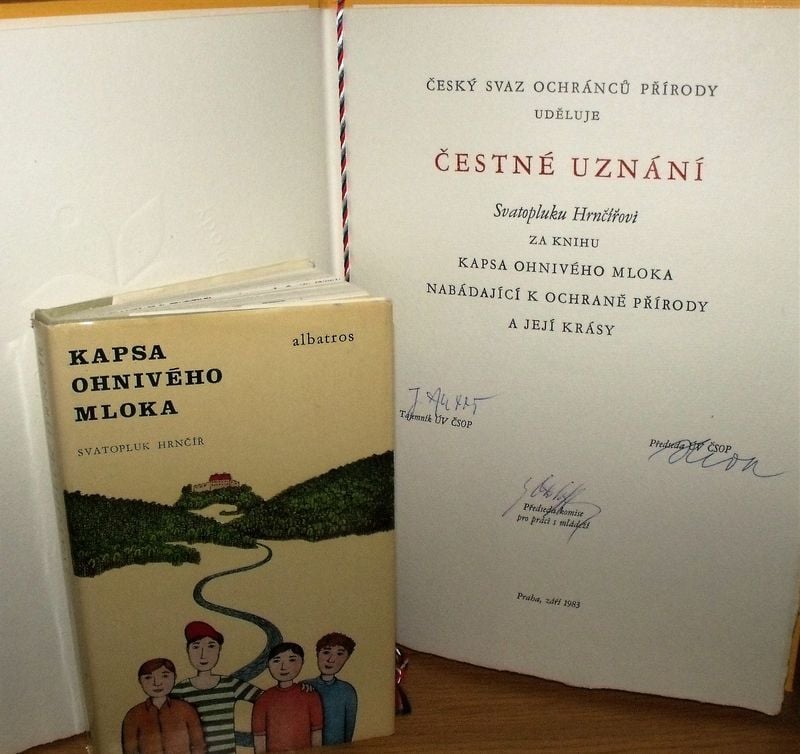 KAPSA
OHNIVÉHO
MLOKA
albatros
SVATOPLUK HRNČÍŘ
ČESKÝ SVAZ OCHRÁNCŮ PŘÍRODY
UDĚLUJE
ČESTNÉ UZNÁNÍ
Svatopluku Hrnčířovi
ZA KNIHU
KAPSA OHNIVÉHO MLOKA
NABÁDAJÍCÍ K OCHRANĚ PŘÍRODY
A JEJÍ KRÁSY
Tajemník ÚV ČSOP
Předseda ÚV ČSOP
Předseda komise
pro práci s mládeží
Praha, září 1983